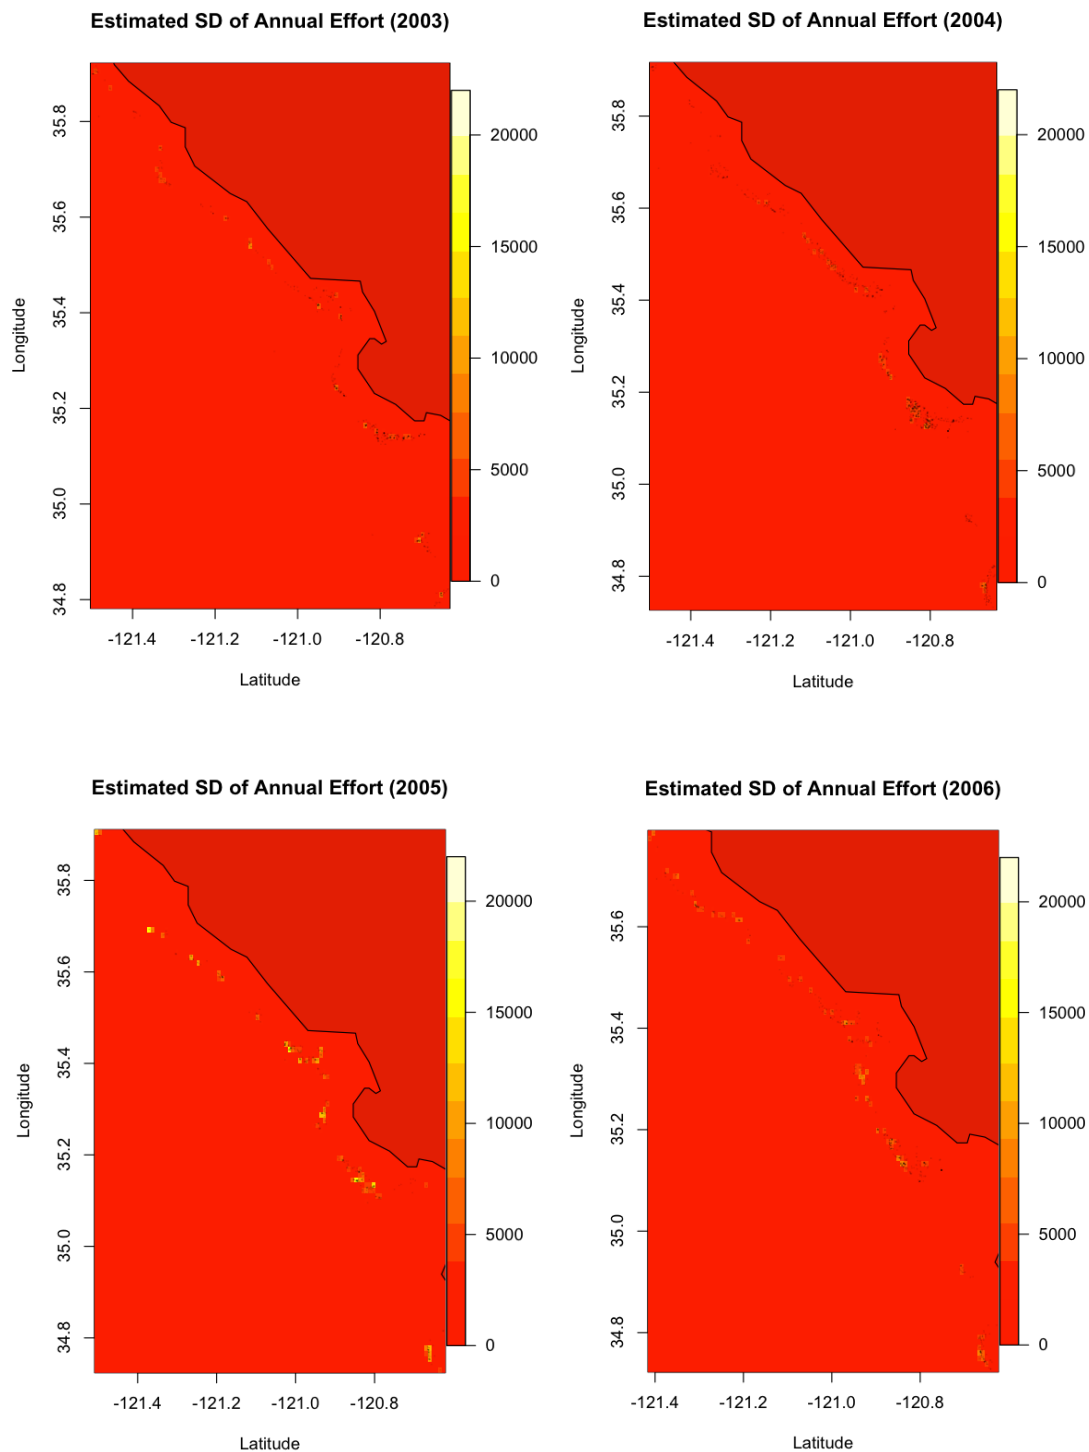 Estimated SD of Annual Effort (2003)
Longitude
35.8
35.6
35.4
35.2
35.0
34.8
-121.4 -121.2 -121.0 -120.8
Latitude
20000
15000
10000
5000
0
Estimated SD of Annual Effort (2004)
Longitude
35.8
35.6
35.4
35.2
35.0
34.8
-121.4 -121.2 -121.0 -120.8
Latitude
20000
15000
10000
5000
0
Estimated SD of Annual Effort (2005)
Longitude
35.8
35.6
35.4
35.2
35.0
34.8
-121.4 -121.2 -121.0 -120.8
Latitude
20000
15000
10000
5000
0
Estimated SD of Annual Effort (2006)
Longitude
35.6
35.4
35.2
35.0
34.8
-121.4 -121.2 -121.0 -120.8
Latitude
20000
15000
10000
5000
0